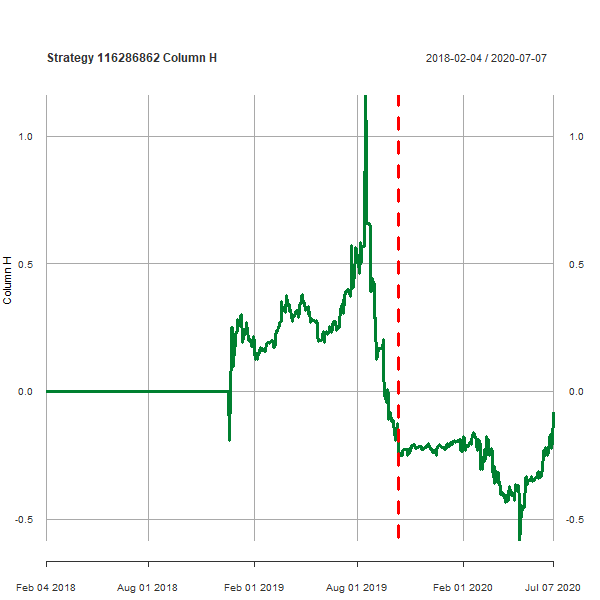 Strategy 116286862 Column H
2018-02-04 / 2020-07-07
1.0
1.0
0.5
0.5
Column H
0.0
0.0
-0.5
-0.5
Feb 04 2018
Aug 01 2018
Feb 01 2019
Aug 01 2019
Feb 01 2020
Jul 07 2020